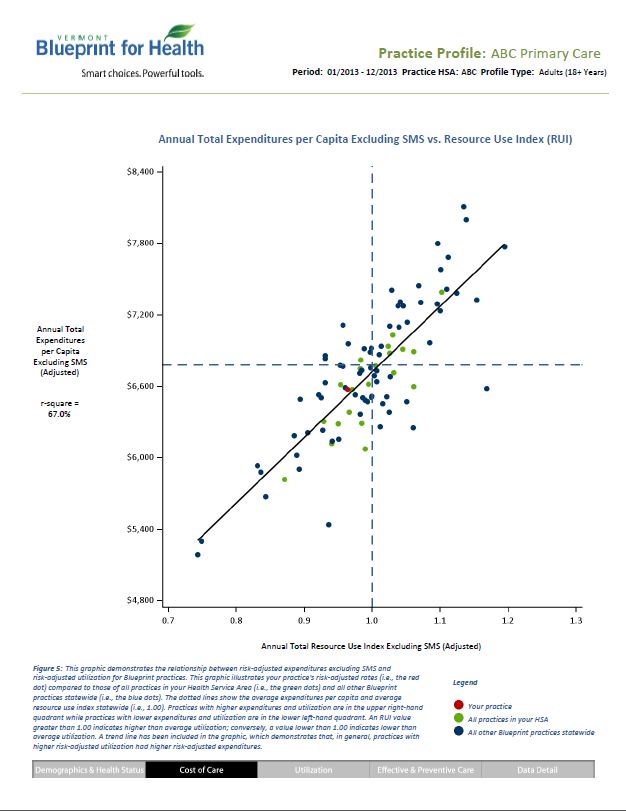 VERMONT
Blueprint for Health
Smart choices. Powerful tools.
Practice Profile: ABC Primary Care
Period: 01/2013 - 12/2013 Practice HSA: ABC Profile Type: Adults (18+ Years)
Annual Total Expenditures per Capita Excluding SMS vs. Resource Use Index (RUI)
$8,400
$7,800
$7,200
$6,600
$6,000
$5,400
$4,800
Annual Total
Expenditures
per Capita
Excluding SMS
(Adjusted)
r-square =
67.0%
0.7 0.8 0.9 1.0 1.1 1.2 1.3
Annual Total Resource Use Index Excluding SMS (Adjusted)
Figure 5: This graphic demonstrates the relationship between risk-adjusted expenditures excluding SMS and
risk-adjusted utilization for Blueprint practices. This graphic illustrates your practice's risk-adjusted rates (i.e., the red
dot) compared to those of all practices in your Health Service Area (i.e., the green dots) and all other Blueprint
practices statewide (i.e., the blue dots). The dotted lines show the average expenditures per capita and average
resource use index statewide (i.e., 1.00). Practices with higher expenditures and utilization are in the upper right-hand
quadrant while practices with lower expenditures and utilization are in the lower left-hand quadrant. An RUI value
greater than 1.00 indicates higher than average utilization; conversely, a value lower than 1.00 indicates lower than
average utilization. A trend line has been included in the graphic, which demonstrates that, in general, practices with
higher risk-adjusted utilization had higher risk-adjusted expenditures.
Legend
Your practice
All practices in your HSA
All other Blueprint practices statewide
Demographics & Health Status Cost of Care Utilization Effective & Preventive Care Data Detail